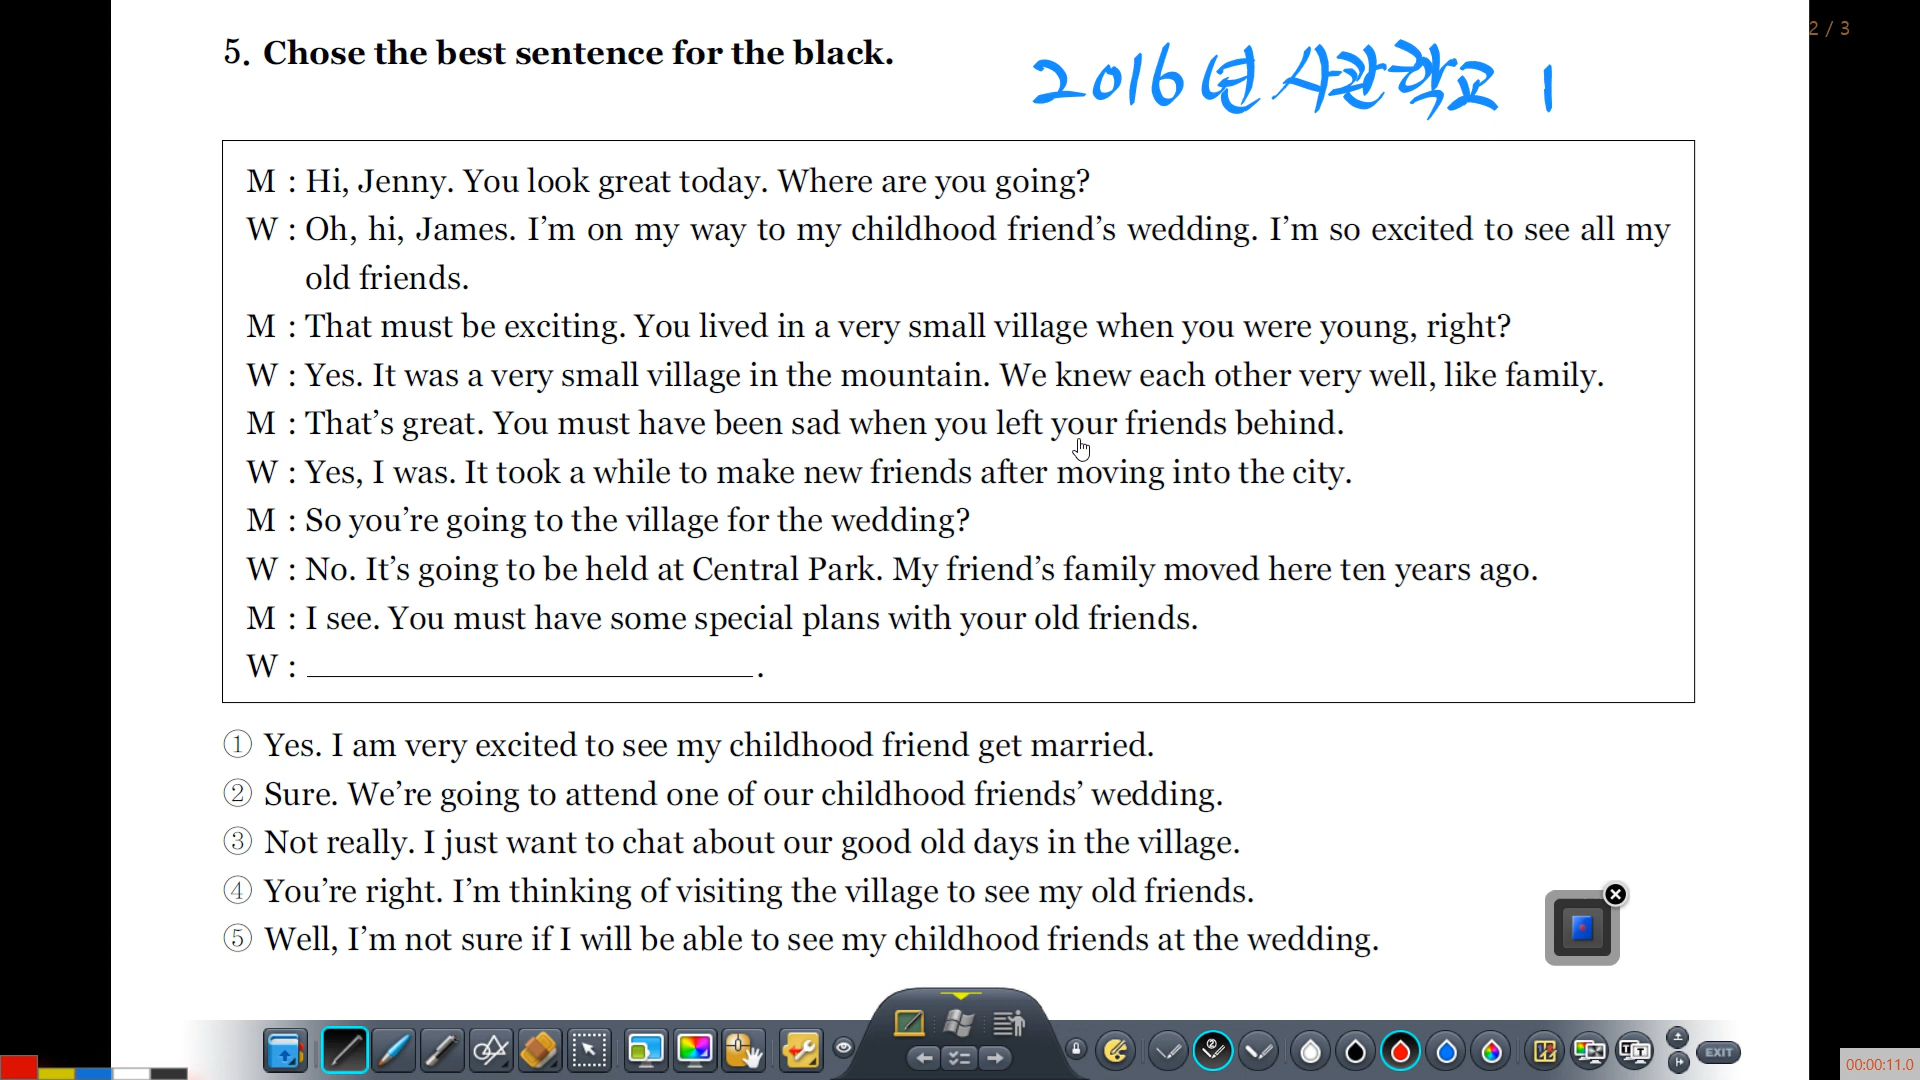 2 / 3
5. Chose the best sentence for the black.
2016년 사관학교 1
M : Hi, Jenny. You look great today. Where are you going?
W : Oh, hi, James. I’m on my way to my childhood friend’s wedding. I’m so excited to see all my
old friends.
M : That must be exciting. You lived in a very small village when you were young, right?
W : Yes. It was a very small village in the mountain. We knew each other very well, like family.
M : That’s great. You must have been sad when you left your friends behind.
W : Yes, I was. It took a while to make new friends after moving into the city.
M : So you’re going to the village for the wedding?
W : No. It’s going to be held at Central Park. My friend’s family moved here ten years ago.
M : I see. You must have some special plans with your old friends.
W : ______________________________.
① Yes. I am very excited to see my childhood friend get married.
② Sure. We’re going to attend one of our childhood friends’ wedding.
③ Not really. I just want to chat about our good old days in the village.
④ You’re right. I’m thinking of visiting the village to see my old friends.
⑤ Well, I’m not sure if I will be able to see my childhood friends at the wedding.
EXIT
00:00:11.0